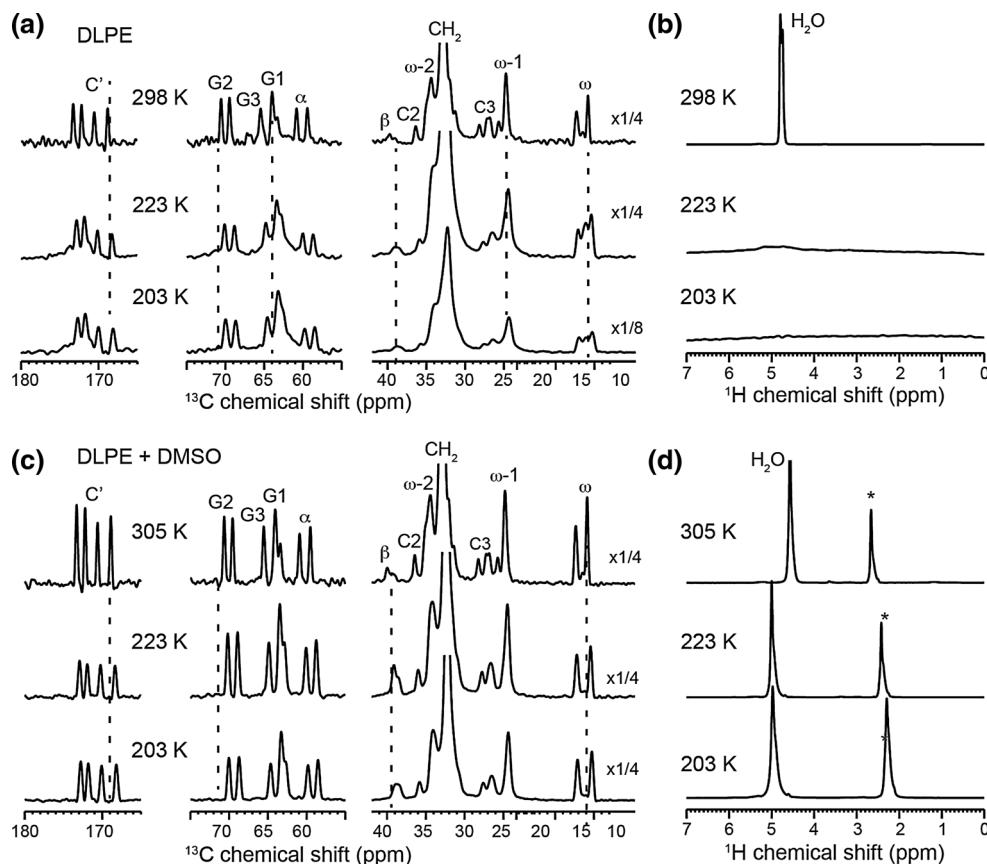 (a) DLPE
C' 298 K G2 G3 G1 α β C2 ω-2 CH2 C3 ω-1 ω x1/4
223 K x1/4
203 K x1/8
180 170 75 70 65 60 55 40 35 30 25 20 15 10
13C chemical shift (ppm)
(b)
298 K H2O
223 K
203 K
7 6 5 4 3 2 1 0
1H chemical shift (ppm)
(c) DLPE + DMSO
C' 305 K G2 G3 G1 α β C2 ω-2 CH2 C3 ω-1 ω x1/4
223 K x1/4
203 K x1/4
180 170 75 70 65 60 55 40 35 30 25 20 15 10
13C chemical shift (ppm)
(d)
305 K H2O *
223 K *
203 K *
7 6 5 4 3 2 1 0
1H chemical shift (ppm)